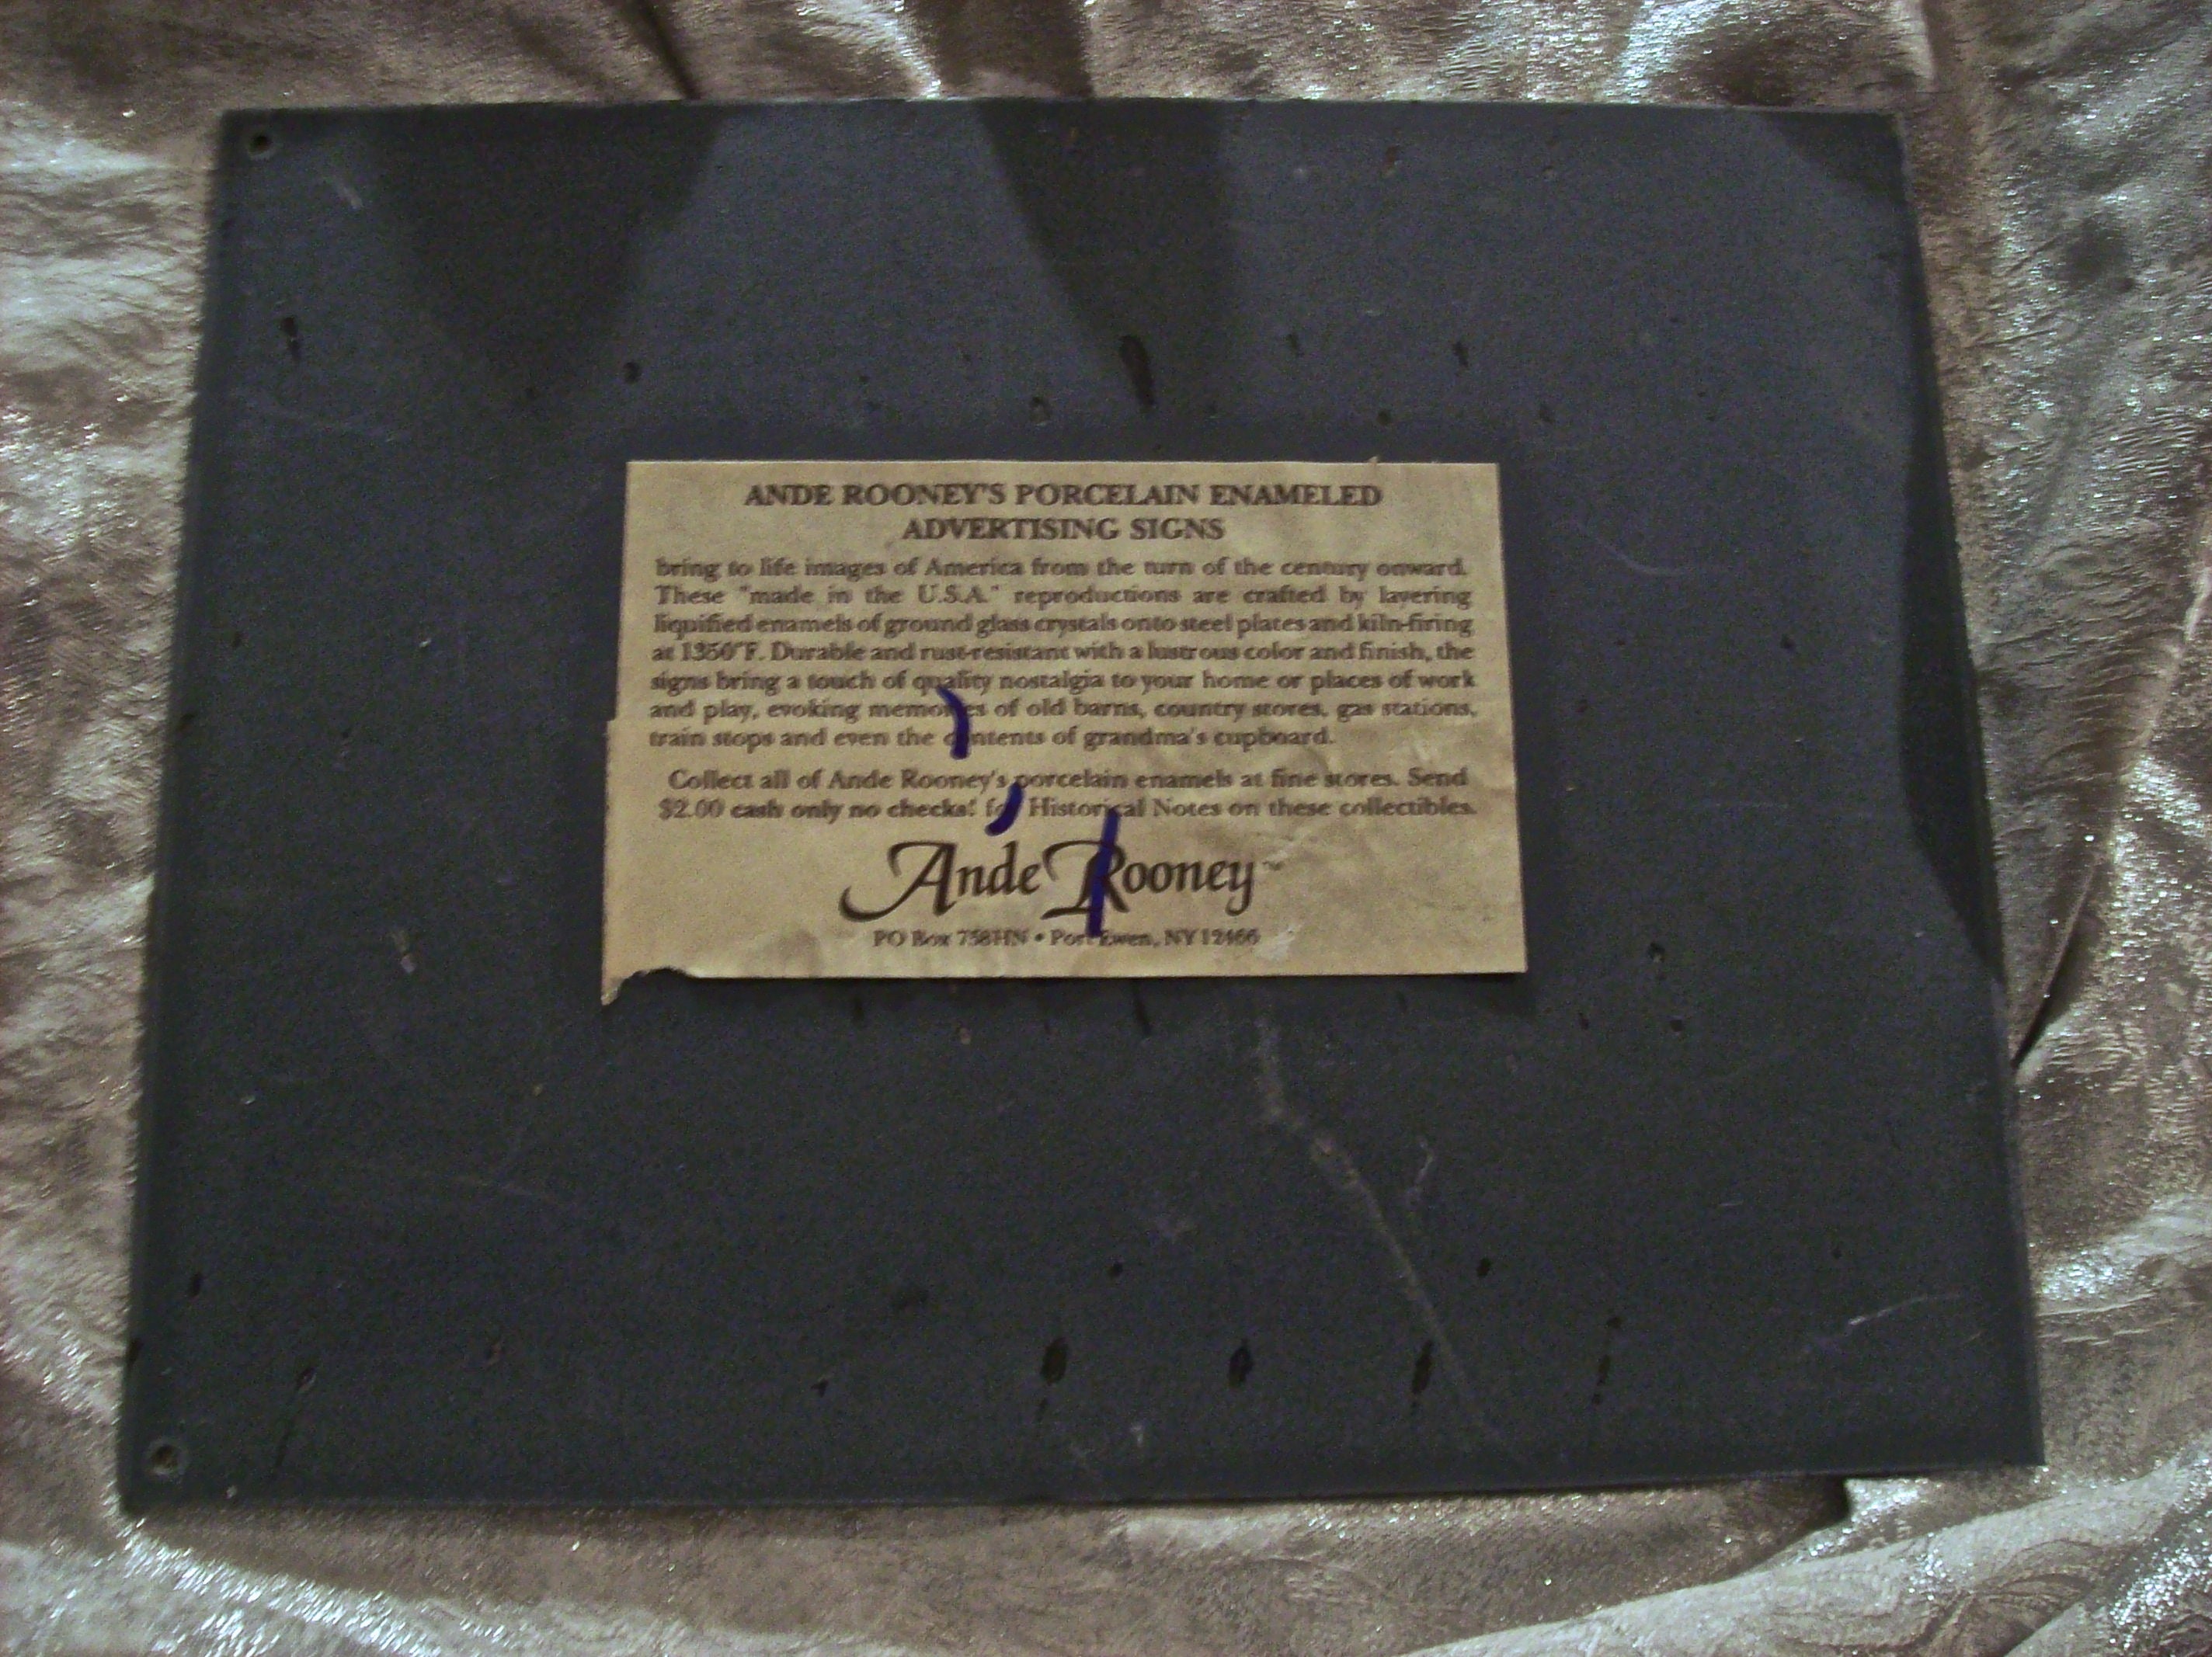 ANDE ROONEY'S PORCELAIN ENAMELED
ADVERTISING SIGNS
bring to life images of America from the turn of the century onward.
These "made in the U.S.A." reproductions are crafted by layering
liquified enamels of ground glass crystals onto steel plates and kiln-firing
at 1350°F. Durable and rust-resistant with a lustrous color and finish, the
signs bring a touch of quality nostalgia to your home or places of work
and play, evoking memories of old barns, country stores, gas stations,
train stops and even the contents of grandma's cupboard.
Collect all of Ande Rooney's porcelain enamels at fine stores. Send
$2.00 cash only no checks! for Historical Notes on these collectibles.
Ande Rooney™
PO Box 758HN • Port Ewen, NY 12466